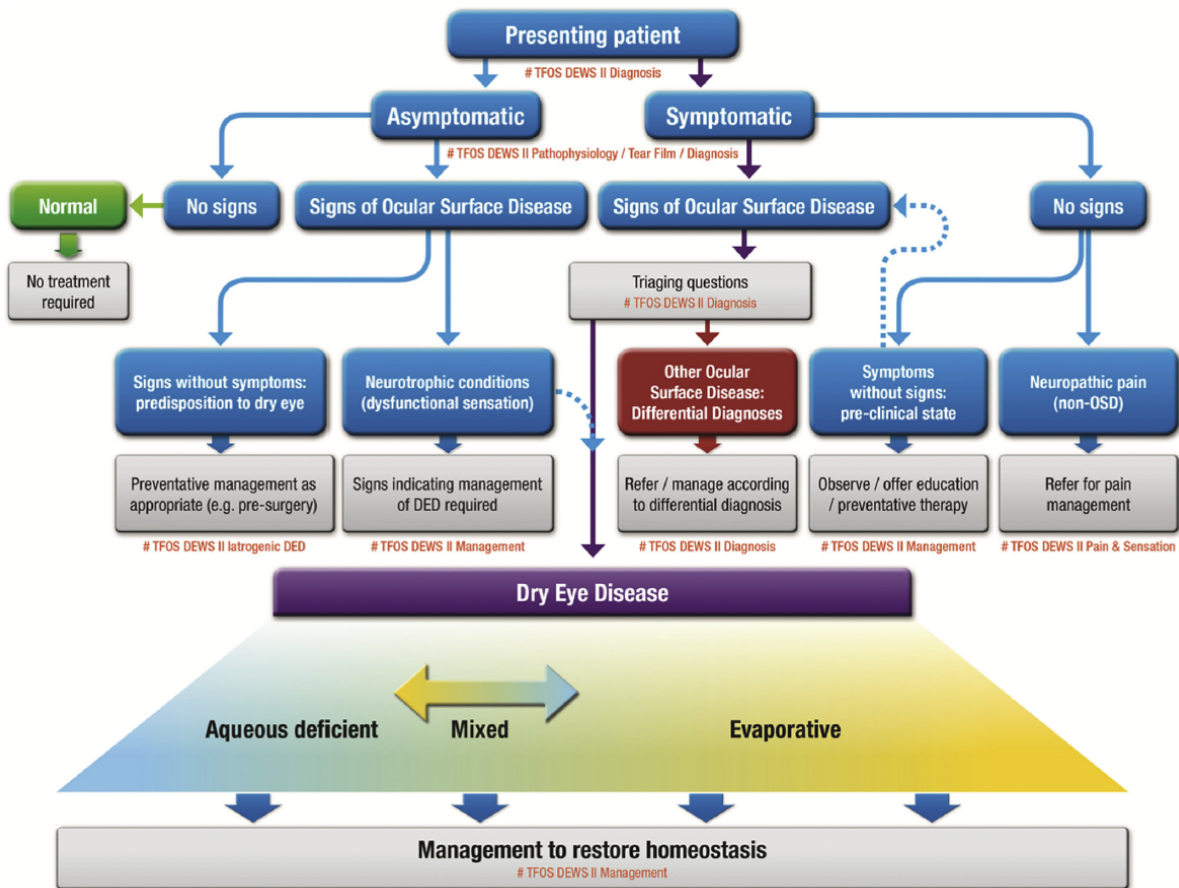 Presenting patient
# TFOS DEWS II Diagnosis
Asymptomatic
Symptomatic
# TFOS DEWS II Pathophysiology / Tear Film / Diagnosis
Normal
No signs
Signs of Ocular Surface Disease
Signs of Ocular Surface Disease
No signs
No treatment
required
Triaging questions
# TFOS DEWS II Diagnosis
Signs without symptoms:
predisposition to dry eye
Neurotrophic conditions
(dysfunctional sensation)
Other Ocular
Surface Disease:
Differential Diagnoses
Symptoms
without signs:
pre-clinical state
Neuropathic pain
(non-OSD)
Preventative management as
appropriate (e.g. pre-surgery)
# TFOS DEWS II Iatrogenic DED
Signs indicating management
of DED required
# TFOS DEWS II Management
Refer / manage according
to differential diagnosis
# TFOS DEWS II Diagnosis
Observe / offer education
/ preventative therapy
# TFOS DEWS II Management
Refer for pain
management
# TFOS DEWS II Pain & Sensation
Dry Eye Disease
Aqueous deficient
Mixed
Evaporative
Management to restore homeostasis
# TFOS DEWS II Management